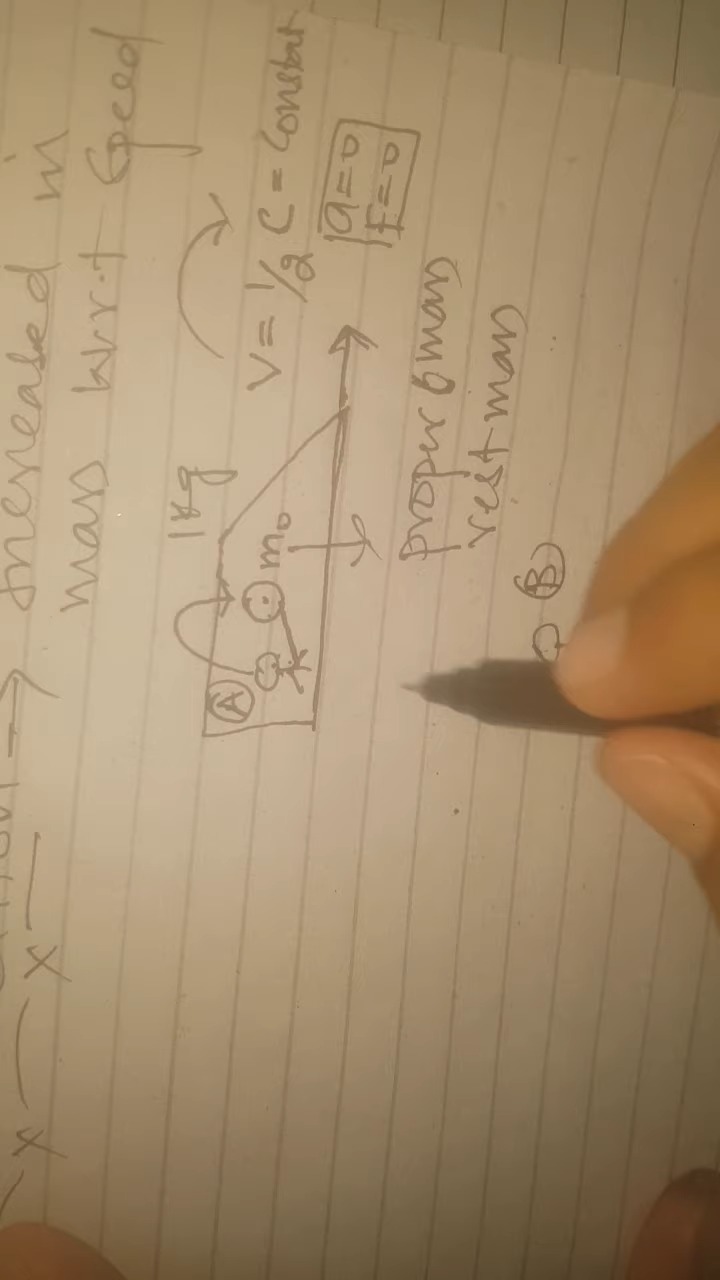 Increased in
mass w.r.t speed
1kg
v = 1/2 C = Constant
a = 0
F = 0
A
m₀
proper mass
rest mass
B
x — x —